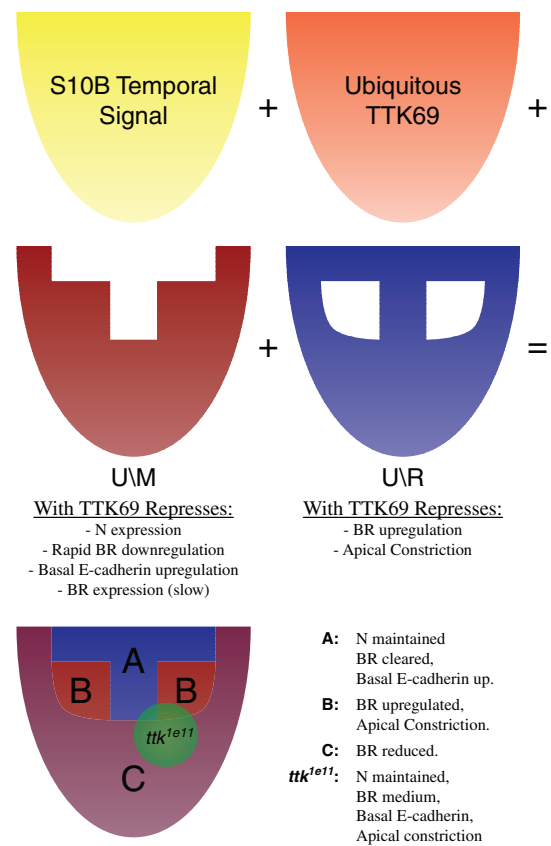 S10B Temporal
Signal
+
Ubiquitous
TTK69
+
+
=
U\M
With TTK69 Represses:
- N expression
- Rapid BR downregulation
- Basal E-cadherin upregulation
- BR expression (slow)
U\R
With TTK69 Represses:
- BR upregulation
- Apical Constriction
A
B
B
ttk1e11
C
A: N maintained
BR cleared,
Basal E-cadherin up.
B: BR upregulated,
Apical Constriction.
C: BR reduced.
ttk1e11: N maintained,
BR medium,
Basal E-cadherin,
Apical constriction